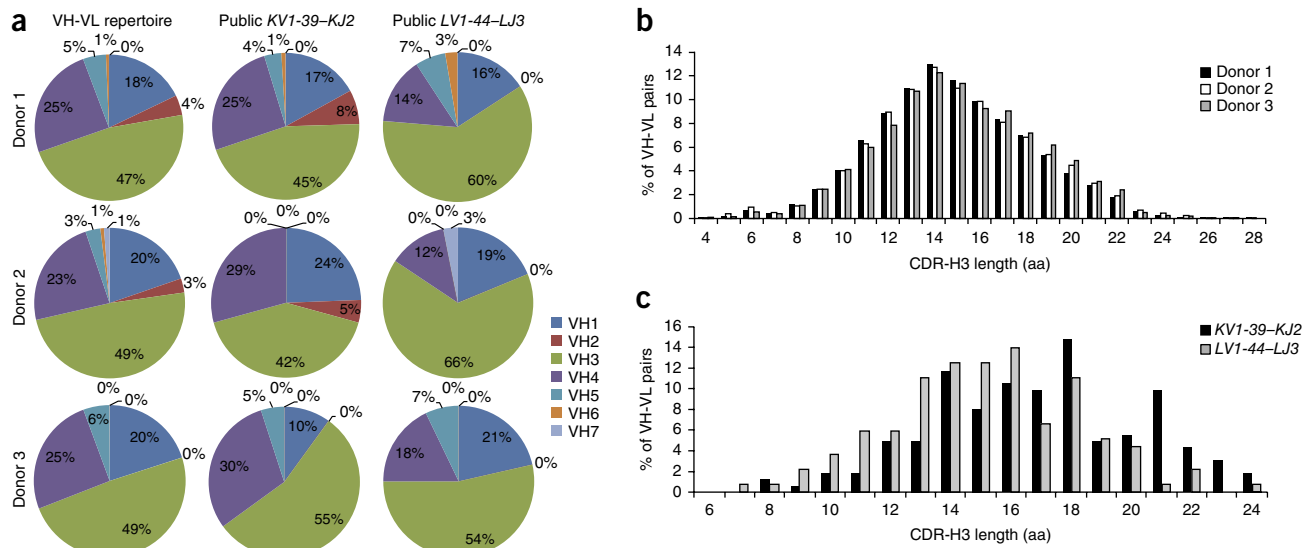 a
VH-VL repertoire
Public KV1-39–KJ2
Public LV1-44–LJ3
Donor 1
5%
1%
0%
18%
4%
25%
47%
4%
1%
0%
17%
8%
25%
45%
7%
3%
16%
0%
14%
60%
Donor 2
3%
1%
1%
20%
3%
23%
49%
0%
0%
0%
24%
5%
29%
42%
0%
0%
3%
19%
0%
12%
66%
VH1
VH2
VH3
VH4
VH5
VH6
VH7
Donor 3
0%
0%
6%
20%
0%
25%
49%
5%
0%
0%
10%
0%
30%
55%
7%
0%
0%
21%
0%
18%
54%
b
% of VH-VL pairs
14
12
10
8
6
4
2
0
4 6 8 10 12 14 16 18 20 22 24 26 28
CDR-H3 length (aa)
Donor 1
Donor 2
Donor 3
c
% of VH-VL pairs
16
14
12
10
8
6
4
2
0
6 8 10 12 14 16 18 20 22 24
CDR-H3 length (aa)
KV1-39–KJ2
LV1-44–LJ3